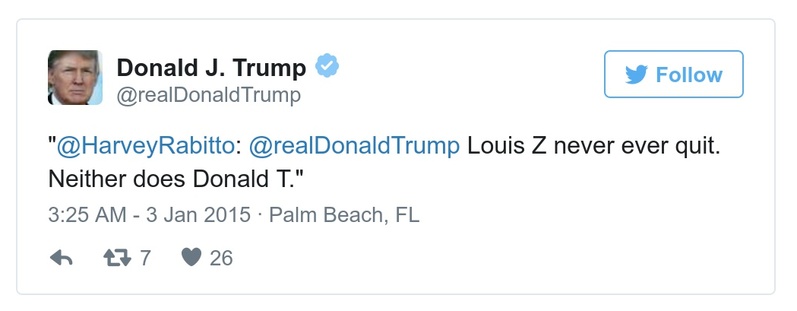 Donald J. Trump
Follow
@realDonaldTrump
"@HarveyRabitto: @realDonaldTrump Louis Z never ever quit.
Neither does Donald T."
3:25 AM - 3 Jan 2015 · Palm Beach, FL
7 26